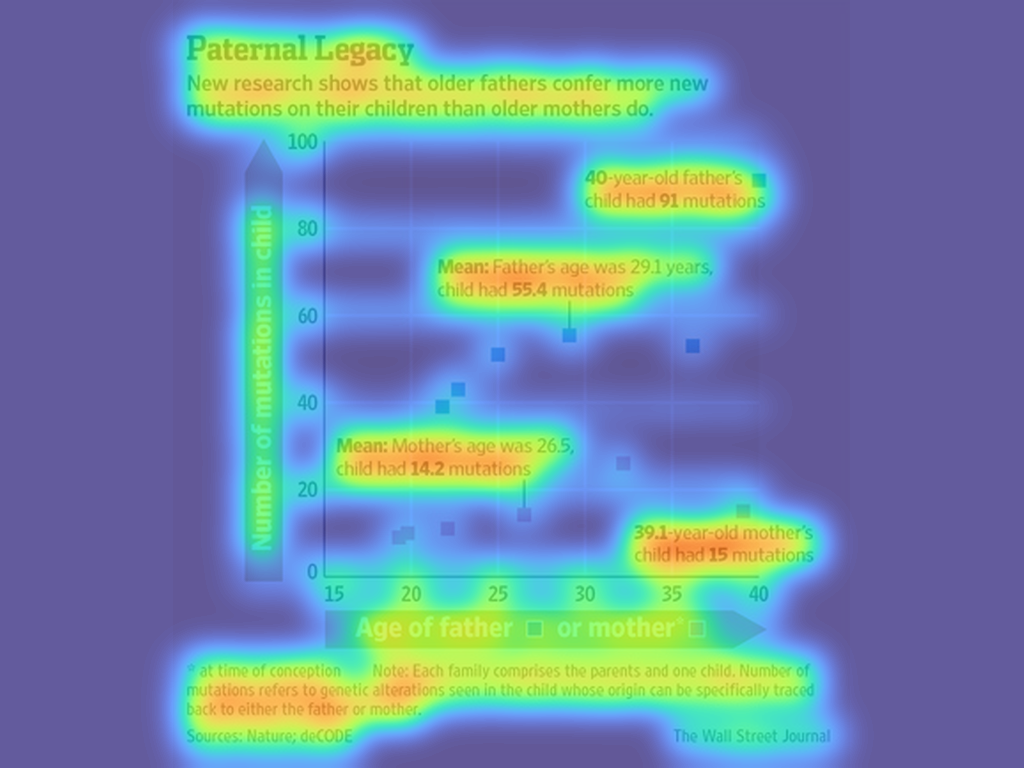 Paternal Legacy
New research shows that older fathers confer more new
mutations on their children than older mothers do.
100
80
60
40
20
0
Number of mutations in child
40-year-old father's
child had 91 mutations
Mean: Father's age was 29.1 years,
child had 55.4 mutations
Mean: Mother's age was 26.5,
child had 14.2 mutations
39.1-year-old mother's
child had 15 mutations
15 20 25 30 35 40
Age of father or mother*
* at time of conception Note: Each family comprises the parents and one child. Number of
mutations refers to genetic alterations seen in the child whose origin can be specifically traced
back to either the father or mother.
Sources: Nature; deCODE The Wall Street Journal